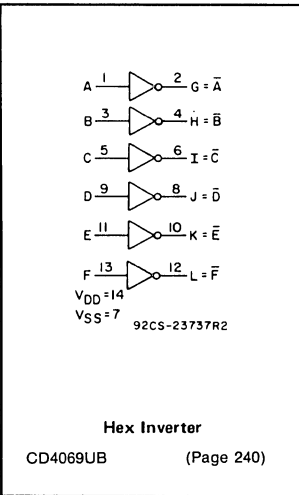 A 1 2 G = A̅
B 3 4 H = B̅
C 5 6 I = C̅
D 9 8 J = D̅
E 11 10 K = E̅
F 13 12 L = F̅
VDD = 14
VSS = 7
92CS-23737R2
Hex Inverter
CD4069UB (Page 240)